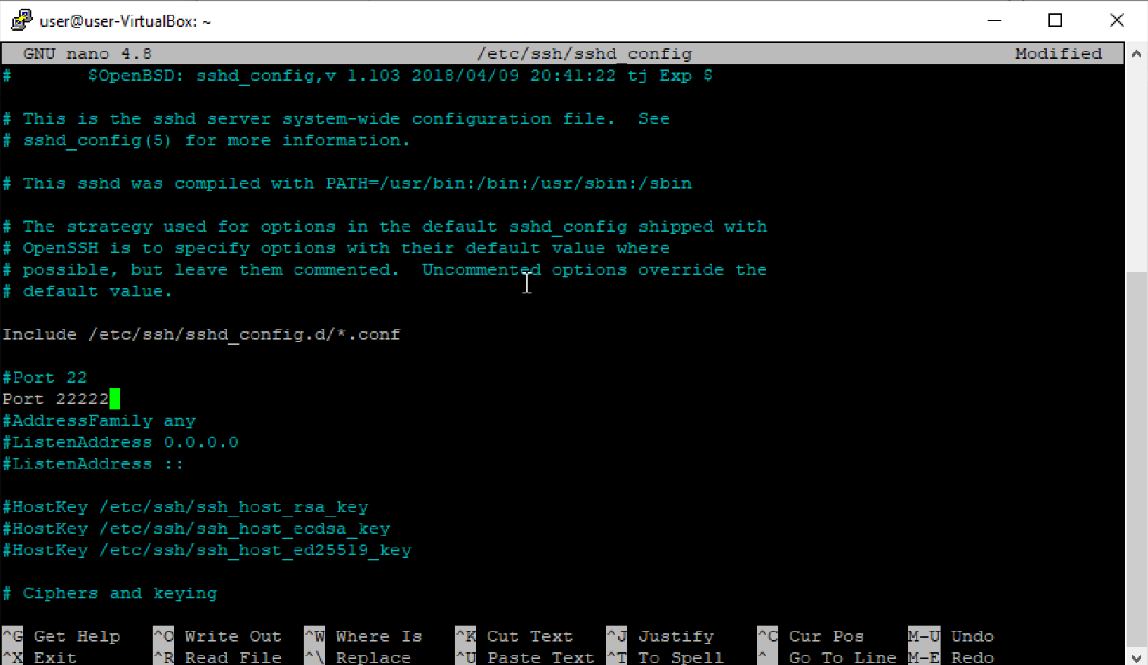 user@user-VirtualBox: ~
GNU nano 4.8 /etc/ssh/sshd_config Modified
# $OpenBSD: sshd_config,v 1.103 2018/04/09 20:41:22 tj Exp $
# This is the sshd server system-wide configuration file. See
# sshd_config(5) for more information.
# This sshd was compiled with PATH=/usr/bin:/bin:/usr/sbin:/sbin
# The strategy used for options in the default sshd_config shipped with
# OpenSSH is to specify options with their default value where
# possible, but leave them commented. Uncommented options override the
# default value.
Include /etc/ssh/sshd_config.d/*.conf
#Port 22
Port 22222
#AddressFamily any
#ListenAddress 0.0.0.0
#ListenAddress ::
#HostKey /etc/ssh/ssh_host_rsa_key
#HostKey /etc/ssh/ssh_host_ecdsa_key
#HostKey /etc/ssh/ssh_host_ed25519_key
# Ciphers and keying
^G Get Help ^O Write Out ^W Where Is ^K Cut Text ^J Justify ^C Cur Pos M-U Undo
^X Exit ^R Read File ^\ Replace ^U Paste Text ^T To Spell ^_ Go To Line M-E Redo